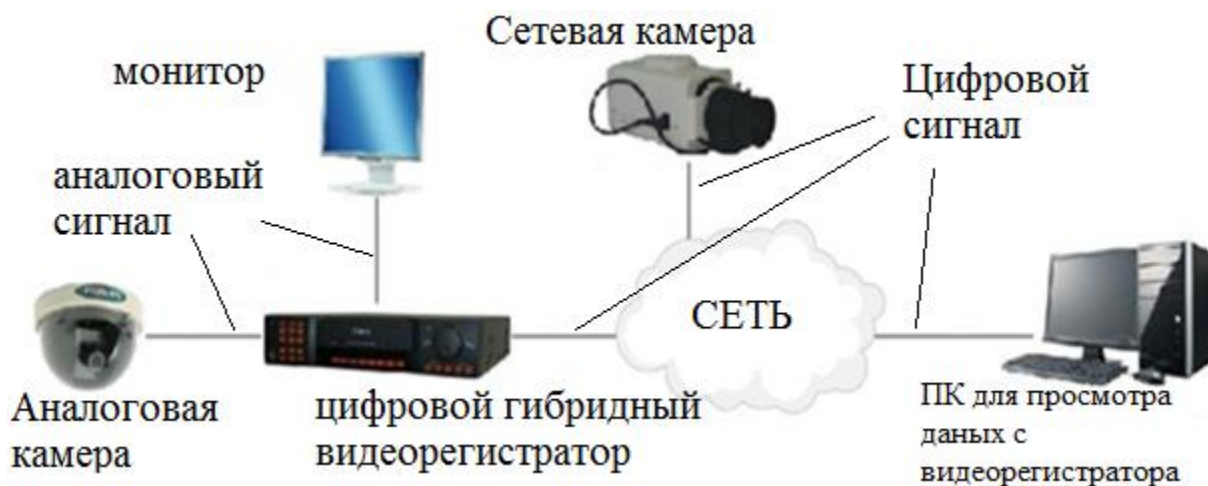 Сетевая камера
монитор
Цифровой
сигнал
аналоговый
сигнал
СЕТЬ
Аналоговая
камера
цифровой гибридный
видеорегистратор
ПК для просмотра
даных с
видеорегистратора